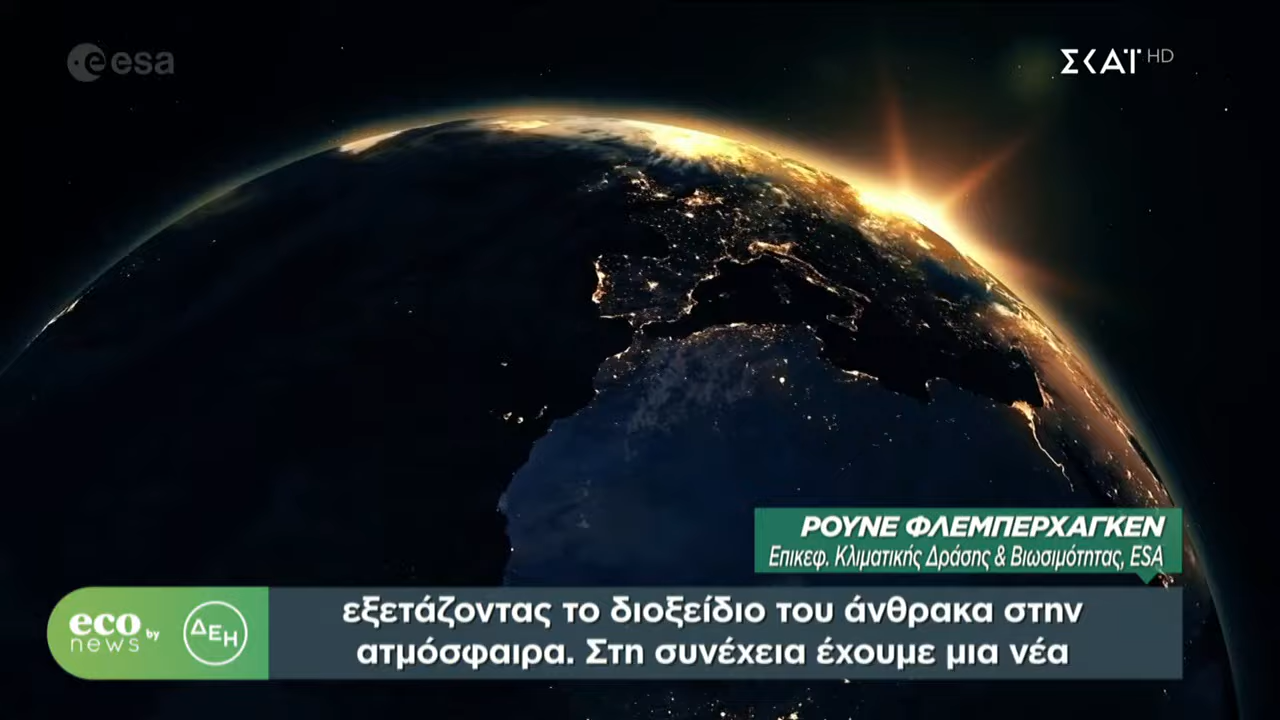 esa
ΣΚΑΪ HD
ΡΟΥΝΕ ΦΛΕΜΠΕΡΧΑΓΚΕΝ
Επικεφ. Κλιματικής Δράσης & Βιωσιμότητας, ESA
eco news by ΔΕΗ
εξετάζοντας το διοξείδιο του άνθρακα στην
ατμόσφαιρα. Στη συνέχεια έχουμε μια νέα